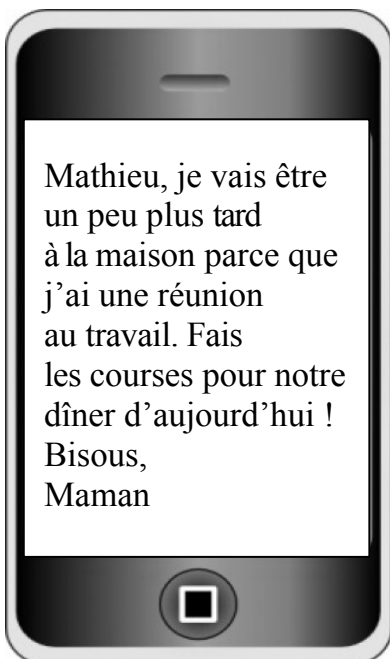 Mathieu, je vais être
un peu plus tard
à la maison parce que
j’ai une réunion
au travail. Fais
les courses pour notre
dîner d’aujourd’hui !
Bisous,
Maman